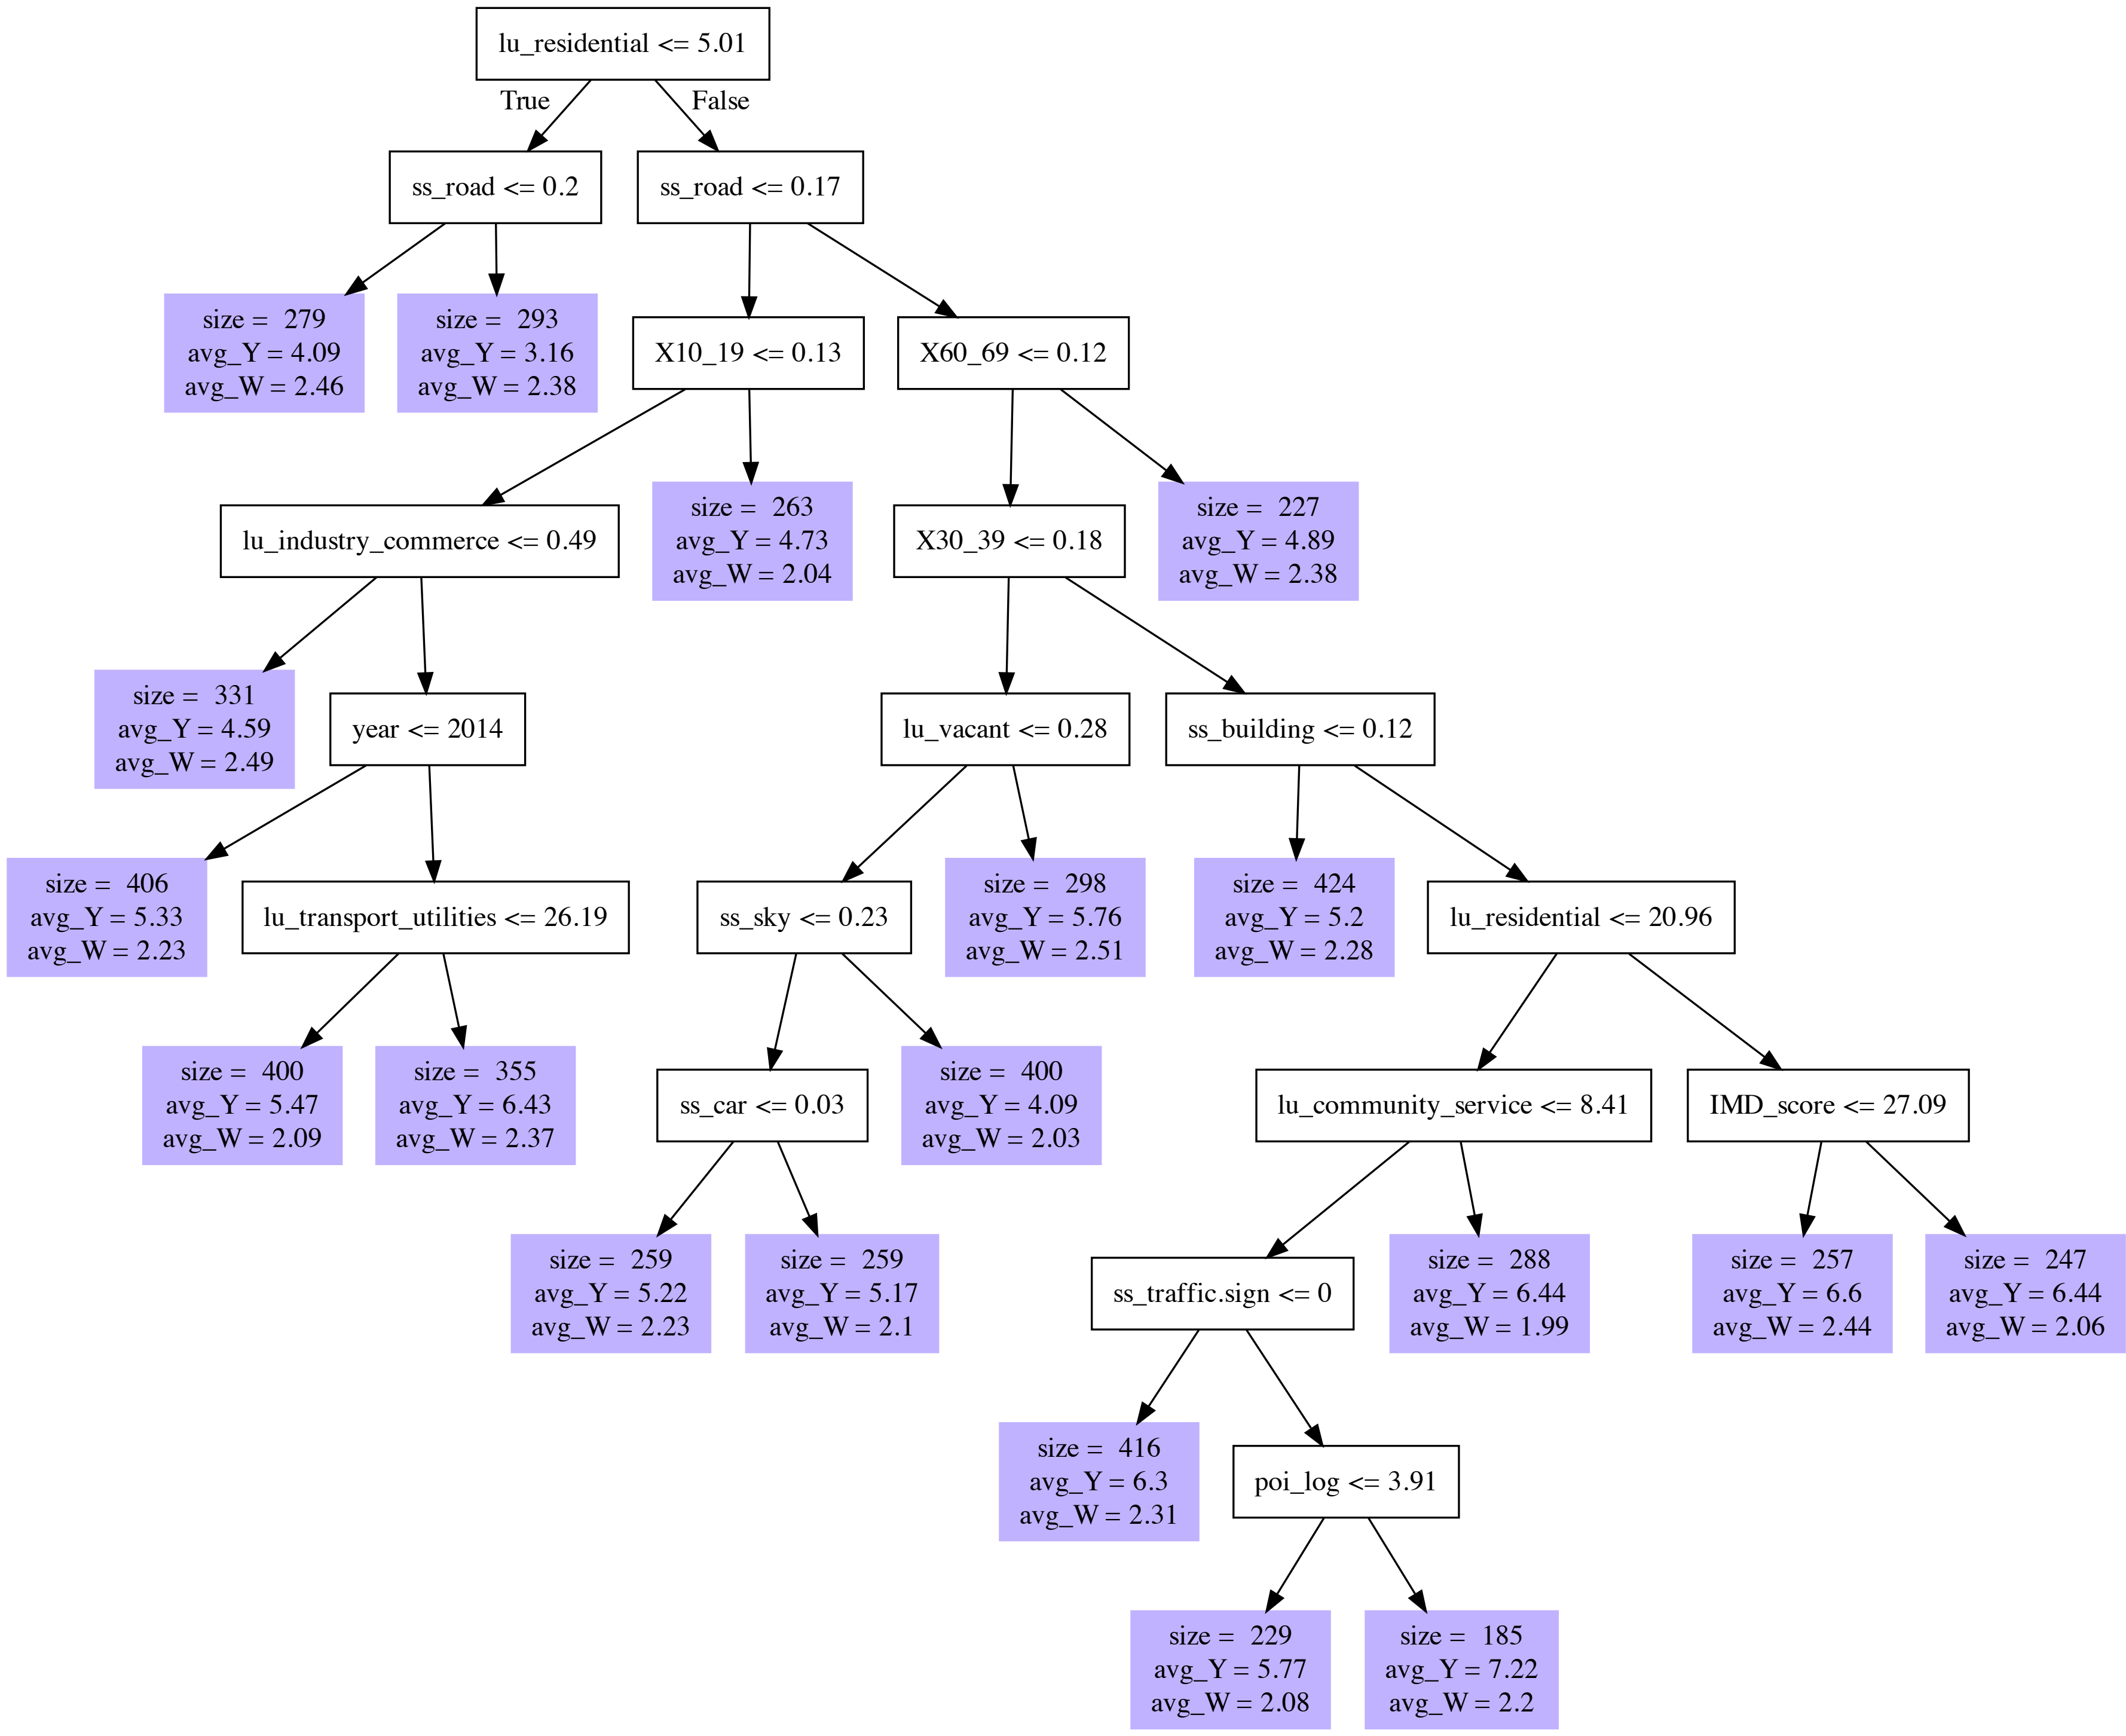 lu_residential <= 5.01
True
False
ss_road <= 0.2
ss_road <= 0.17
size =  279
avg_Y = 4.09
avg_W = 2.46
size =  293
avg_Y = 3.16
avg_W = 2.38
X10_19 <= 0.13
X60_69 <= 0.12
lu_industry_commerce <= 0.49
size =  263
avg_Y = 4.73
avg_W = 2.04
X30_39 <= 0.18
size =  227
avg_Y = 4.89
avg_W = 2.38
size =  331
avg_Y = 4.59
avg_W = 2.49
year <= 2014
lu_vacant <= 0.28
ss_building <= 0.12
size =  406
avg_Y = 5.33
avg_W = 2.23
lu_transport_utilities <= 26.19
ss_sky <= 0.23
size =  298
avg_Y = 5.76
avg_W = 2.51
size =  424
avg_Y = 5.2
avg_W = 2.28
lu_residential <= 20.96
size =  400
avg_Y = 5.47
avg_W = 2.09
size =  355
avg_Y = 6.43
avg_W = 2.37
ss_car <= 0.03
size =  400
avg_Y = 4.09
avg_W = 2.03
lu_community_service <= 8.41
IMD_score <= 27.09
size =  259
avg_Y = 5.22
avg_W = 2.23
size =  259
avg_Y = 5.17
avg_W = 2.1
ss_traffic.sign <= 0
size =  288
avg_Y = 6.44
avg_W = 1.99
size =  257
avg_Y = 6.6
avg_W = 2.44
size =  247
avg_Y = 6.44
avg_W = 2.06
size =  416
avg_Y = 6.3
avg_W = 2.31
poi_log <= 3.91
size =  229
avg_Y = 5.77
avg_W = 2.08
size =  185
avg_Y = 7.22
avg_W = 2.2